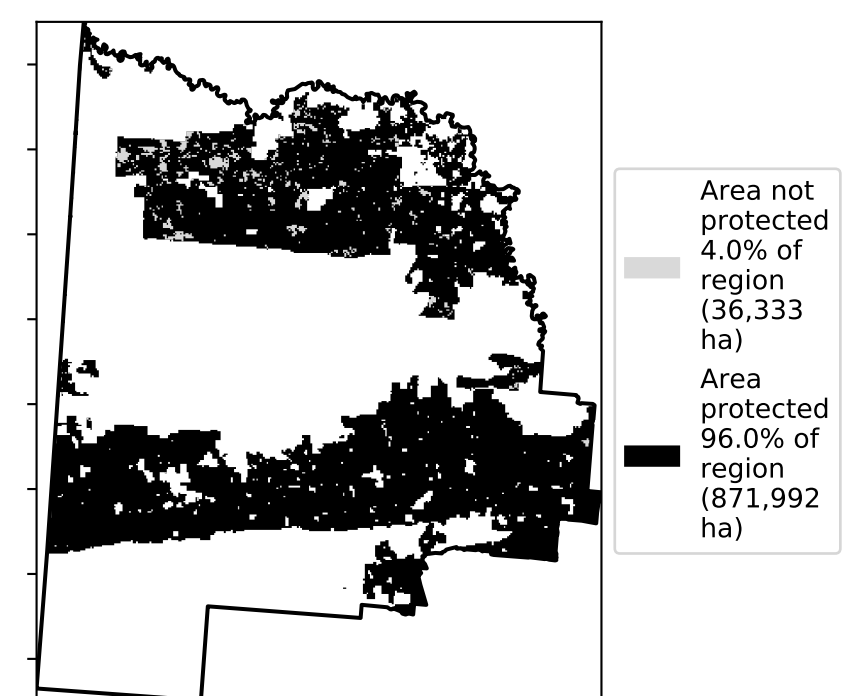 Area not
protected
4.0% of
region
(36,333
ha)
Area
protected
96.0% of
region
(871,992
ha)